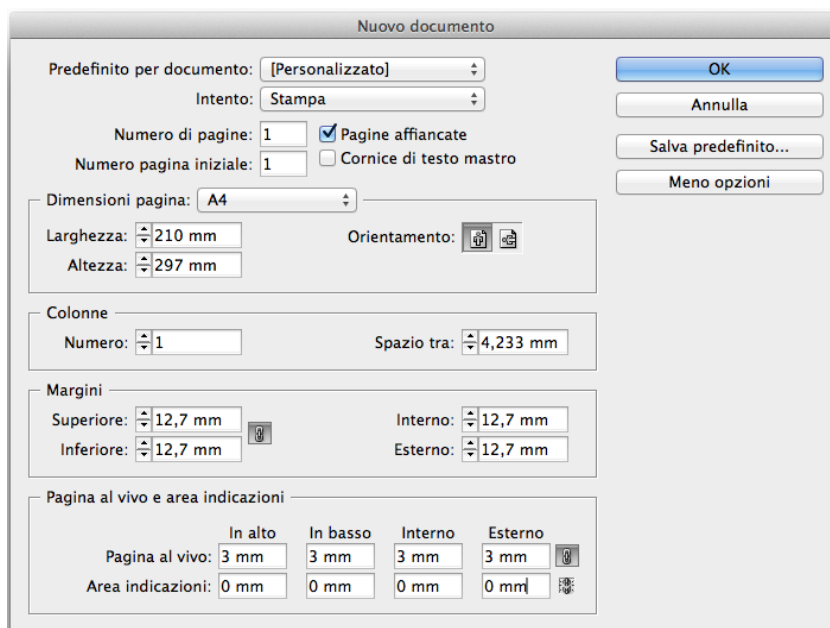 Nuovo documento
Predefinito per documento: [Personalizzato]
OK
Intento: Stampa
Annulla
Numero di pagine: 1 Pagine affiancate
Salva predefinito...
Numero pagina iniziale: 1 Cornice di testo mastro
Meno opzioni
Dimensioni pagina: A4
Larghezza: 210 mm Orientamento:
Altezza: 297 mm
Colonne
Numero: 1 Spazio tra: 4,233 mm
Margini
Superiore: 12,7 mm Interno: 12,7 mm
Inferiore: 12,7 mm Esterno: 12,7 mm
Pagina al vivo e area indicazioni
In alto In basso Interno Esterno
Pagina al vivo: 3 mm 3 mm 3 mm 3 mm
Area indicazioni: 0 mm 0 mm 0 mm 0 mm